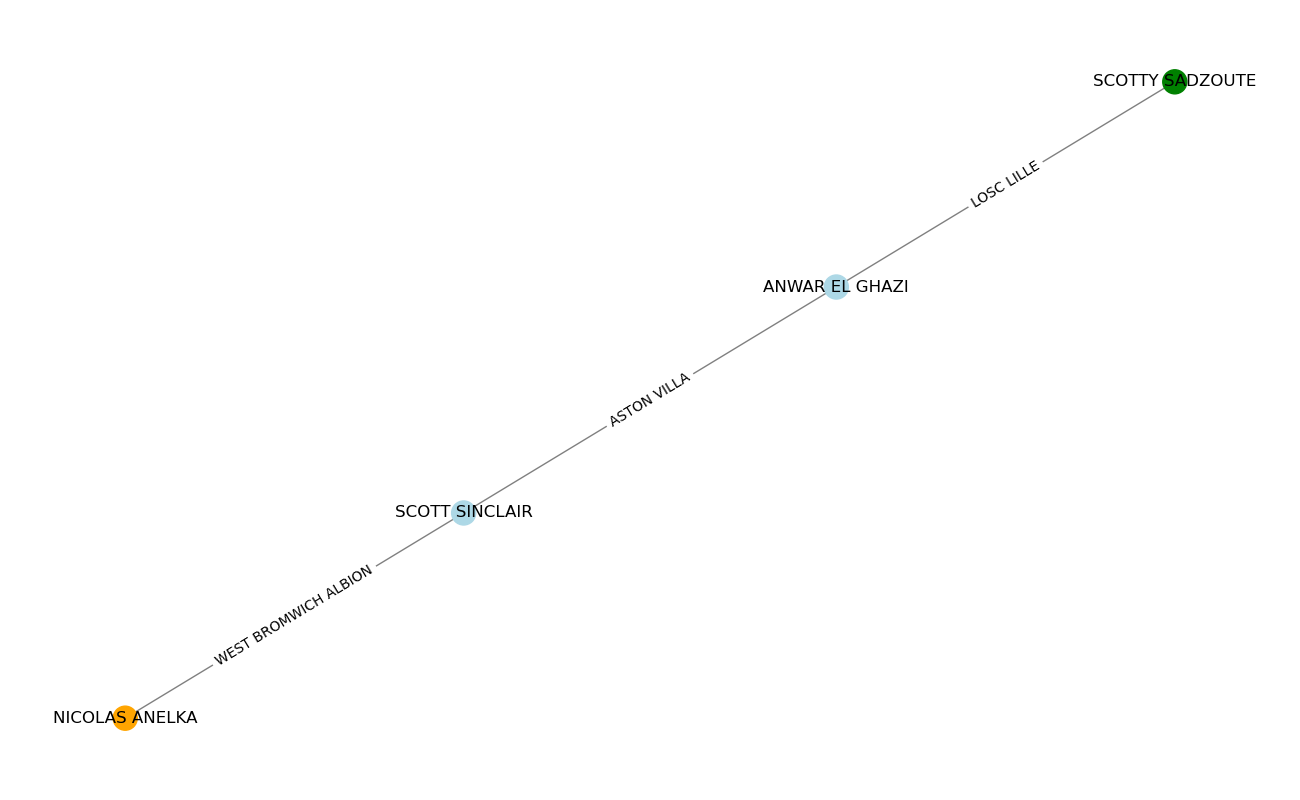 SCOTTY SADZOUTE
LOSC LILLE
ANWAR EL GHAZI
ASTON VILLA
SCOTT SINCLAIR
WEST BROMWICH ALBION
NICOLAS ANELKA